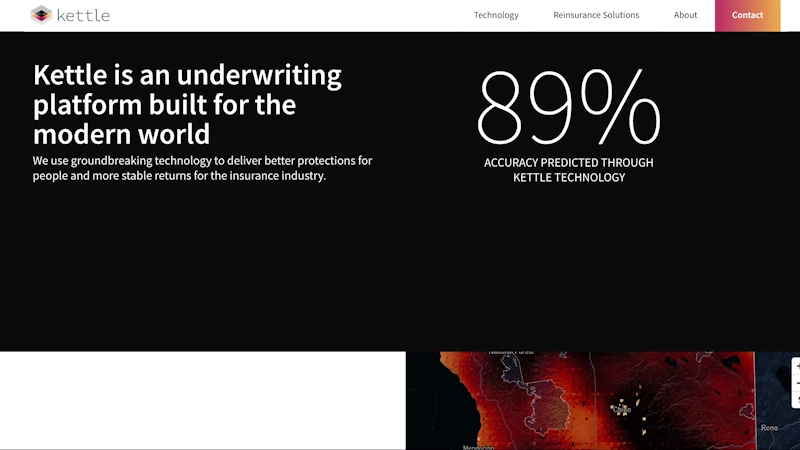 kettle
Technology
Reinsurance Solutions
About
Contact
Kettle is an underwriting
platform built for the
modern world
We use groundbreaking technology to deliver better protections for
people and more stable returns for the insurance industry.
89%
ACCURACY PREDICTED THROUGH
KETTLE TECHNOLOGY
National Forest
Chico
Reno
Mendocino